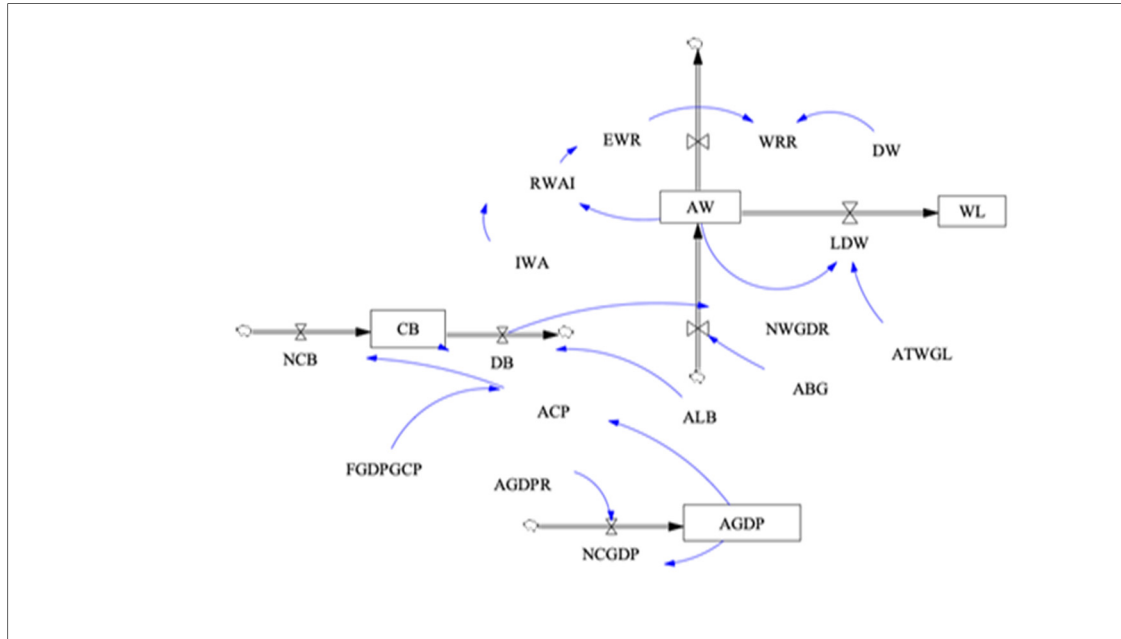 EWR
WRR
DW
RWAI
AW
WL
LDW
IWA
CB
NWGDR
NCB
DB
ATWGL
ABG
ACP
ALB
FGDPGCP
AGDPR
AGDP
NCGDP